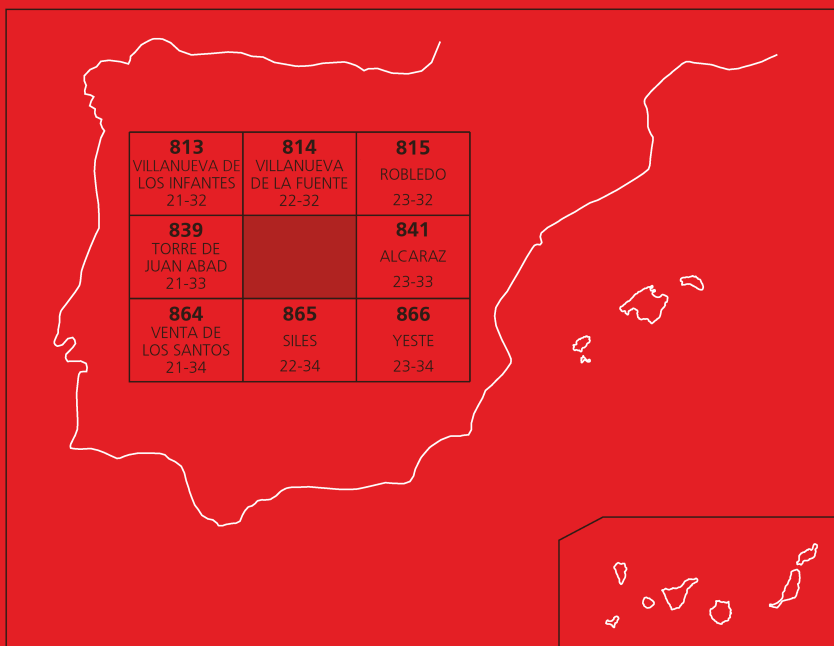 813
VILLANUEVA DE
LOS INFANTES
21-32
814
VILLANUEVA
DE LA FUENTE
22-32
815
ROBLEDO
23-32
839
TORRE DE
JUAN ABAD
21-33
841
ALCARAZ
23-33
864
VENTA DE
LOS SANTOS
21-34
865
SILES
22-34
866
YESTE
23-34